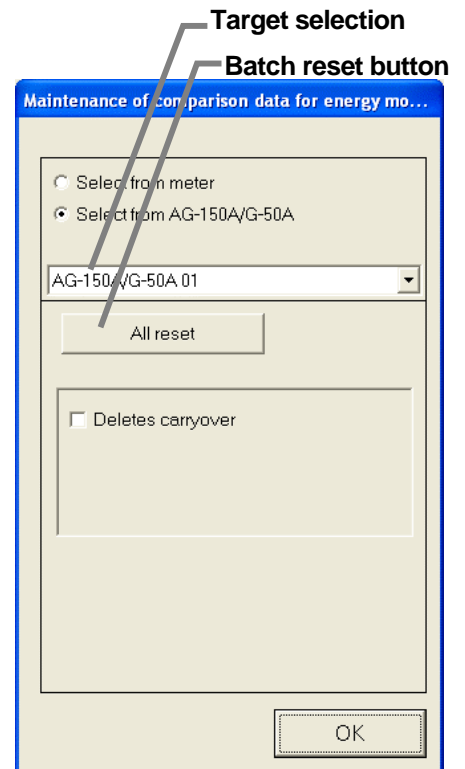 Target selection
Batch reset button
Maintenance of comparison data for energy mo...
Select from meter
Select from AG-150A/G-50A
AG-150A/G-50A 01
All reset
Deletes carryover
OK